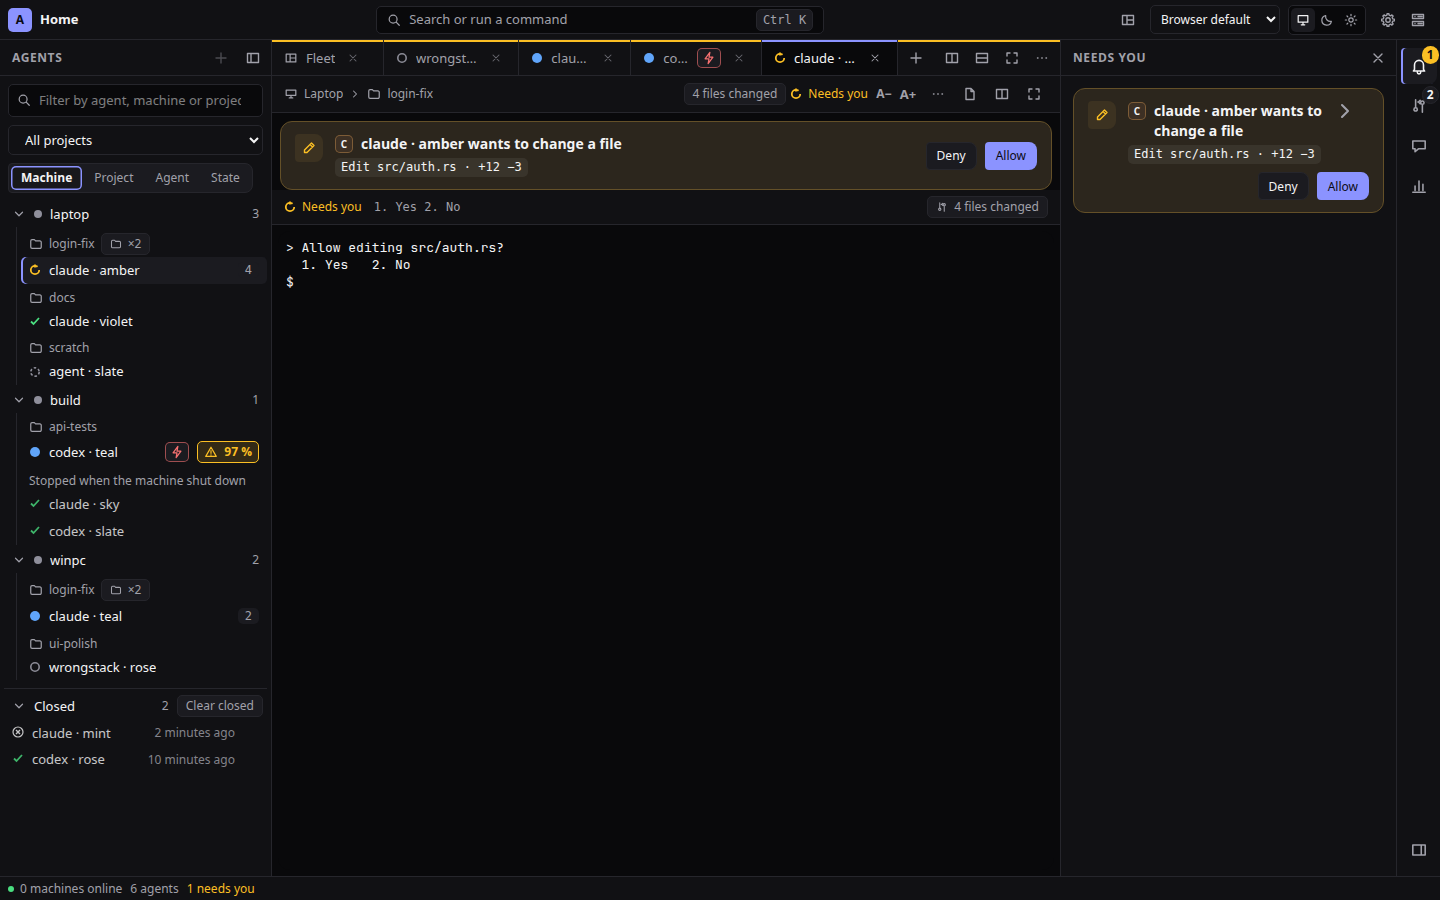 A Home
Search or run a command Ctrl K
Browser default
AGENTS
Filter by agent, machine or projec
All projects
Machine Project Agent State
laptop 3
login-fix ×2
claude · amber 4
docs
claude · violet
scratch
agent · slate
build 1
api-tests
codex · teal 97 %
Stopped when the machine shut down
claude · sky
codex · slate
winpc 2
login-fix ×2
claude · teal 2
ui-polish
wrongstack · rose
Closed 2 Clear closed
claude · mint 2 minutes ago
codex · rose 10 minutes ago
Fleet wrongst... clau... co... claude · ...
Laptop login-fix 4 files changed Needs you A− A+
C claude · amber wants to change a file
Edit src/auth.rs · +12 −3
Deny Allow
Needs you 1. Yes 2. No 4 files changed
> Allow editing src/auth.rs?
1. Yes 2. No
$
NEEDS YOU
C claude · amber wants to
change a file
Edit src/auth.rs · +12 −3
Deny Allow
1
2
0 machines online 6 agents 1 needs you